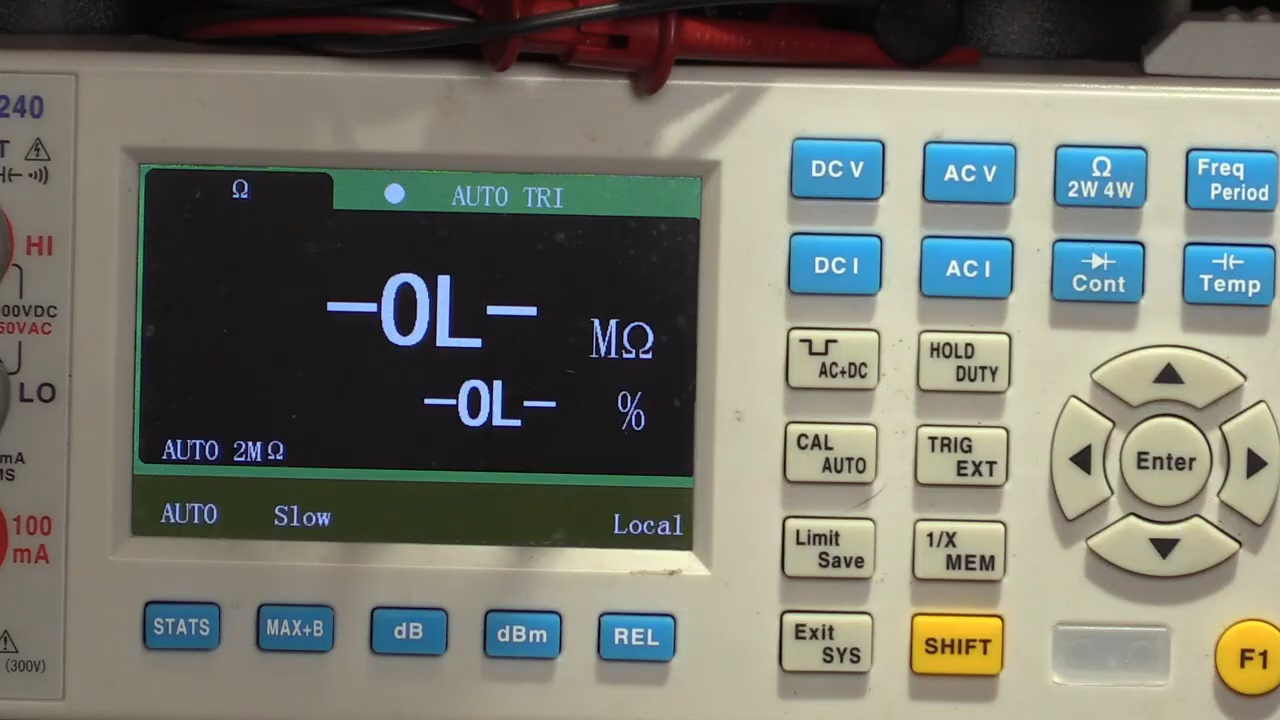 240
T
HI
00VDC
50VAC
LO
mA
MS
100
mA
(300V)
Ω
AUTO TRI
-OL- MΩ
-OL- %
AUTO 2MΩ
AUTO Slow Local
STATS MAX+B dB dBm REL
DC V AC V Ω 2W 4W Freq Period
DC I AC I Cont Temp
AC+DC HOLD DUTY
CAL AUTO TRIG EXT
Enter
Limit Save 1/X MEM
Exit SYS SHIFT F1